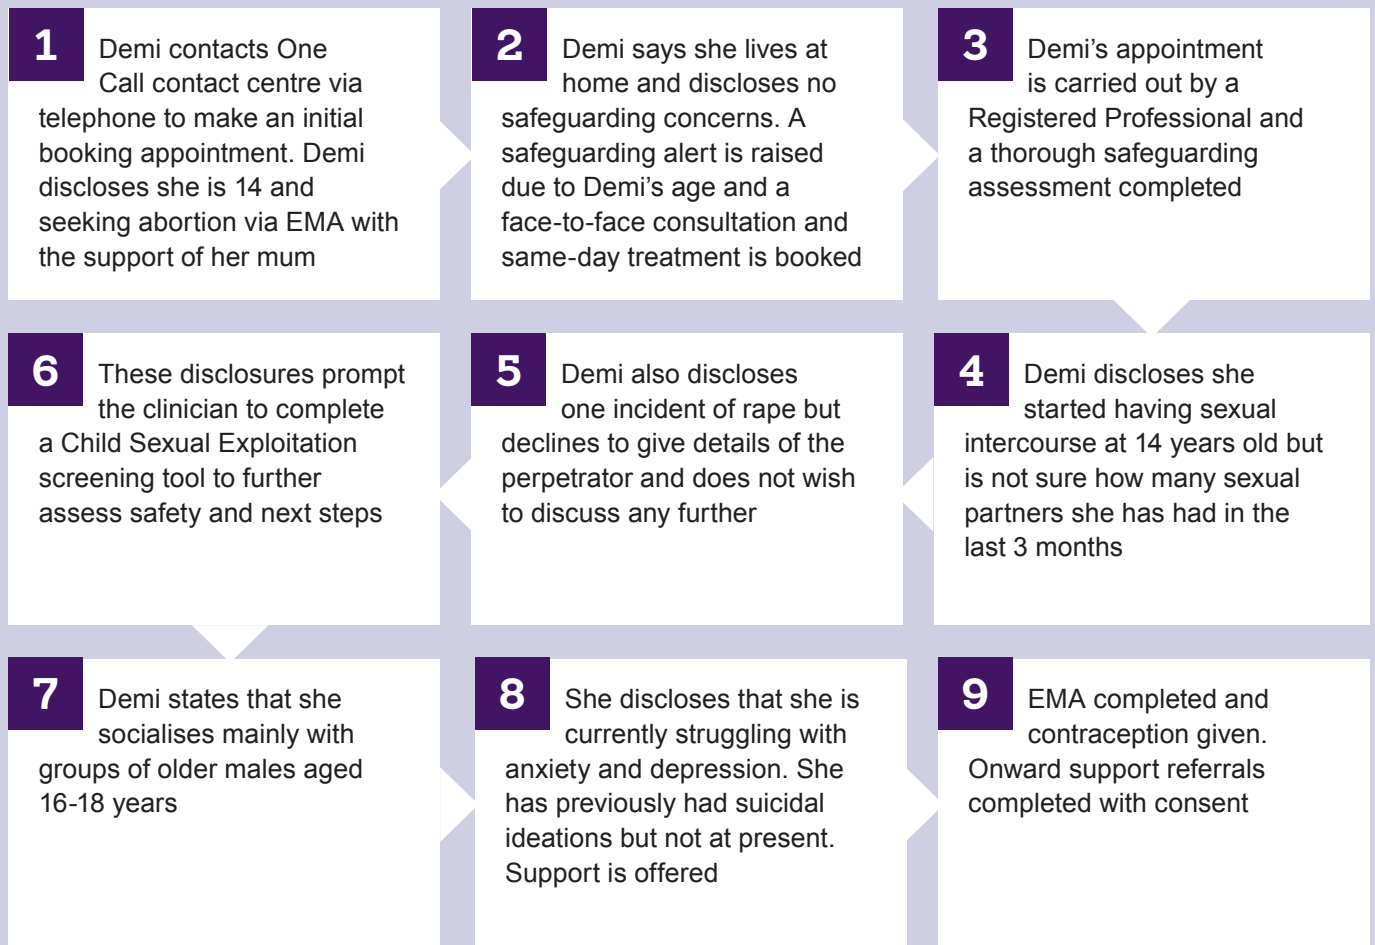 1
Demi contacts One
Call contact centre via
telephone to make an initial
booking appointment. Demi
discloses she is 14 and
seeking abortion via EMA with
the support of her mum
2
Demi says she lives at
home and discloses no
safeguarding concerns. A
safeguarding alert is raised
due to Demi’s age and a
face-to-face consultation and
same-day treatment is booked
3
Demi’s appointment
is carried out by a
Registered Professional and
a thorough safeguarding
assessment completed
4
Demi discloses she
started having sexual
intercourse at 14 years old but
is not sure how many sexual
partners she has had in the
last 3 months
5
Demi also discloses
one incident of rape but
declines to give details of the
perpetrator and does not wish
to discuss any further
6
These disclosures prompt
the clinician to complete
a Child Sexual Exploitation
screening tool to further
assess safety and next steps
7
Demi states that she
socialises mainly with
groups of older males aged
16-18 years
8
She discloses that she is
currently struggling with
anxiety and depression. She
has previously had suicidal
ideations but not at present.
Support is offered
9
EMA completed and
contraception given.
Onward support referrals
completed with consent